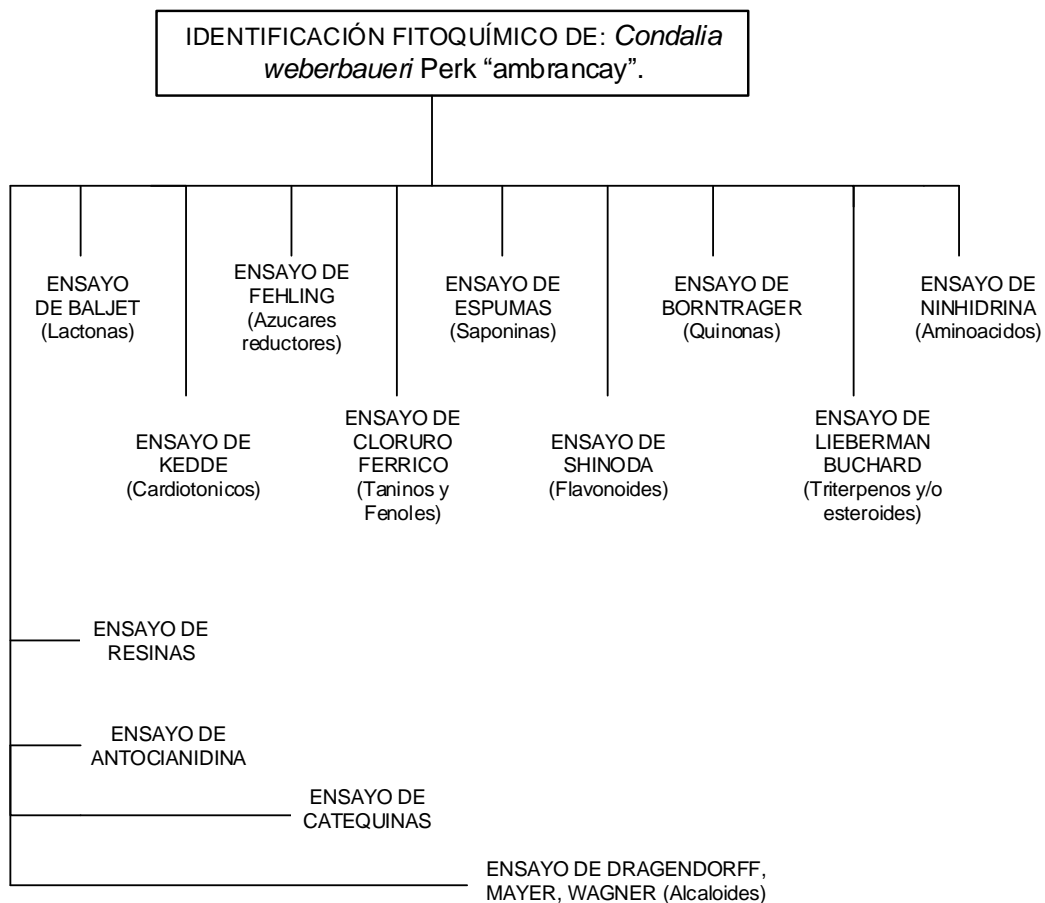 IDENTIFICACIÓN FITOQUÍMICO DE: Condalia
weberbaueri Perk “ambrancay”.
ENSAYO
DE BALJET
(Lactonas)
ENSAYO DE
FEHLING
(Azucares
reductores)
ENSAYO DE
ESPUMAS
(Saponinas)
ENSAYO DE
BORNTRAGER
(Quinonas)
ENSAYO DE
NINHIDRINA
(Aminoacidos)
ENSAYO DE
KEDDE
(Cardiotonicos)
ENSAYO DE
CLORURO
FERRICO
(Taninos y
Fenoles)
ENSAYO DE
SHINODA
(Flavonoides)
ENSAYO DE
LIEBERMAN
BUCHARD
(Triterpenos y/o
esteroides)
ENSAYO DE
RESINAS
ENSAYO DE
ANTOCIANIDINA
ENSAYO DE
CATEQUINAS
ENSAYO DE DRAGENDORFF,
MAYER, WAGNER (Alcaloides)